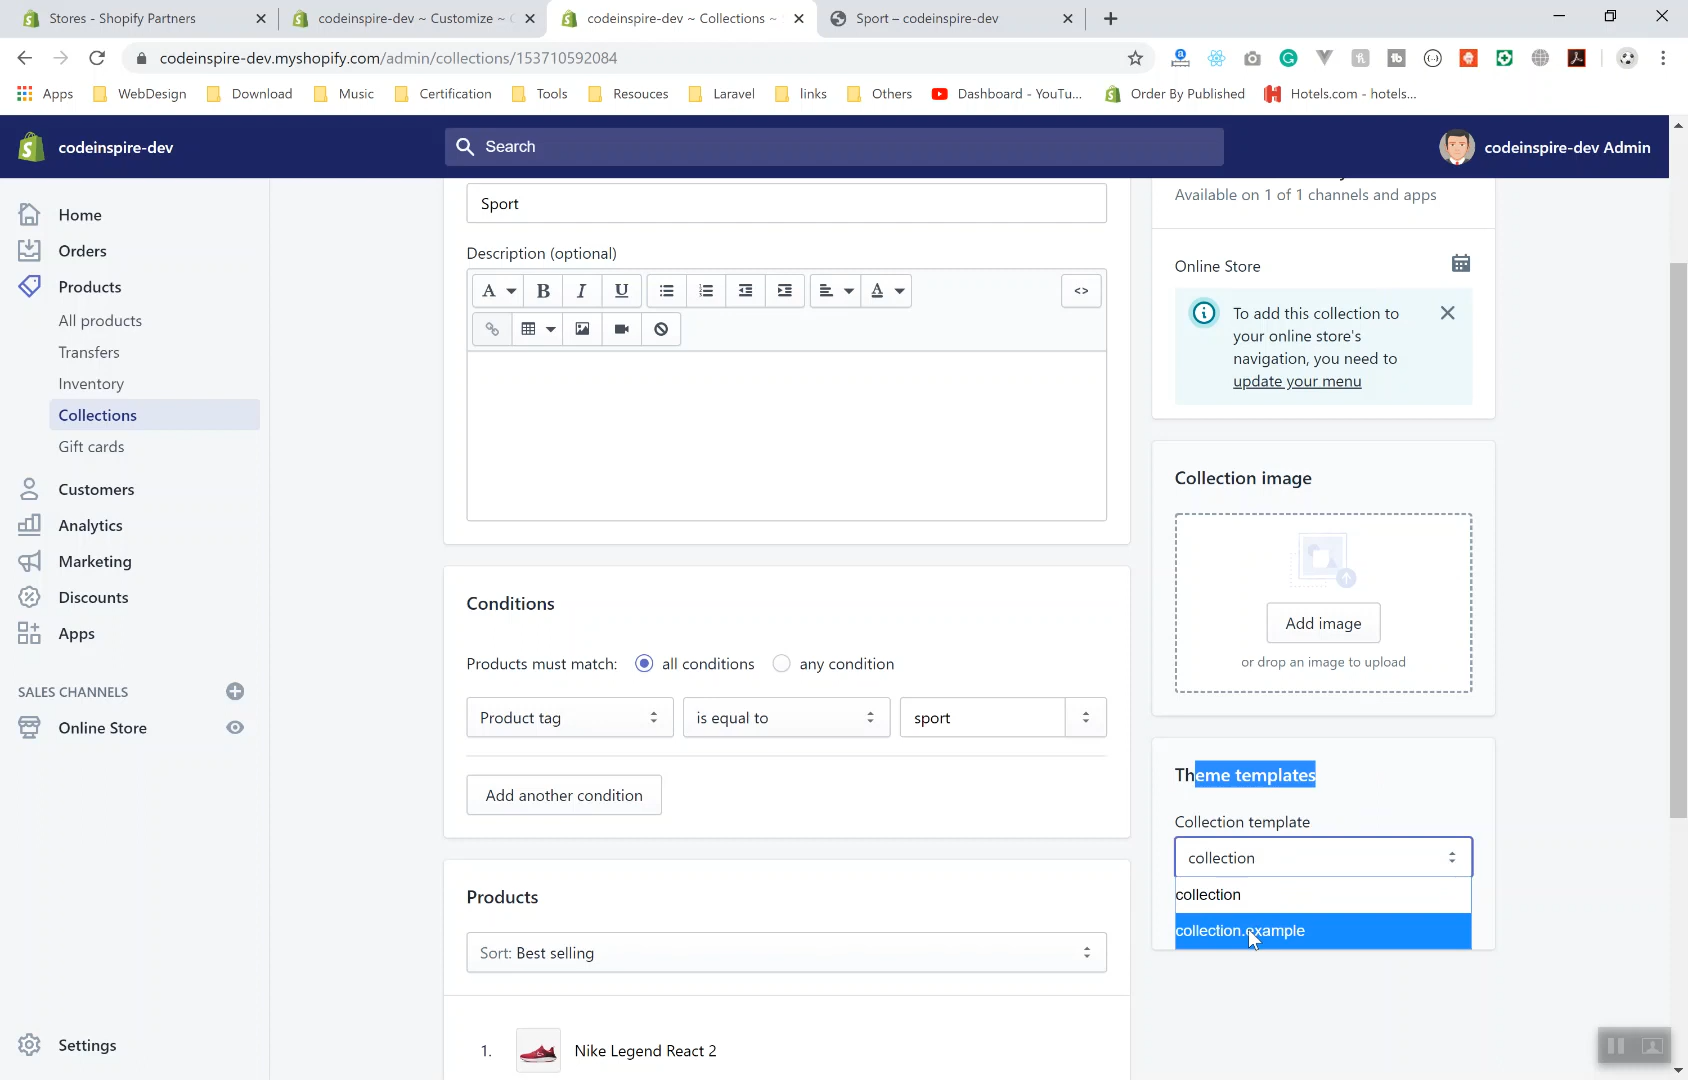 Stores - Shopify Partners
codeinspire-dev ~ Customize ~
codeinspire-dev ~ Collections ~
Sport – codeinspire-dev
codeinspire-dev.myshopify.com/admin/collections/153710592084
Apps
WebDesign
Download
Music
Certification
Tools
Resouces
Laravel
links
Others
Dashboard - YouTu...
Order By Published
Hotels.com - hotels...
codeinspire-dev
Search
codeinspire-dev Admin
Home
Orders
Products
All products
Transfers
Inventory
Collections
Gift cards
Customers
Analytics
Marketing
Discounts
Apps
SALES CHANNELS
Online Store
Settings
Sport
Description (optional)
A B I U A <>
Conditions
Products must match: all conditions any condition
Product tag is equal to sport
Add another condition
Products
Sort: Best selling
1. Nike Legend React 2
Available on 1 of 1 channels and apps
Online Store
To add this collection to
your online store's
navigation, you need to
update your menu
Collection image
Add image
or drop an image to upload
Theme templates
Collection template
collection
collection
collection.example